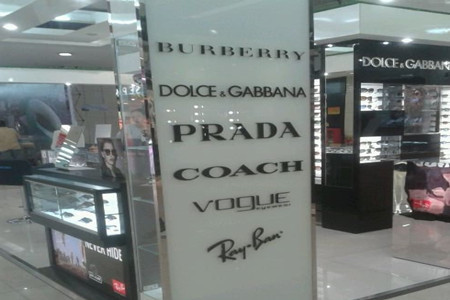 BURBERRY
DOLCE & GABBANA
PRADA
COACH
VOGUE
Ray-Ban
DOLCE & GABBANA
NEVER HIDE